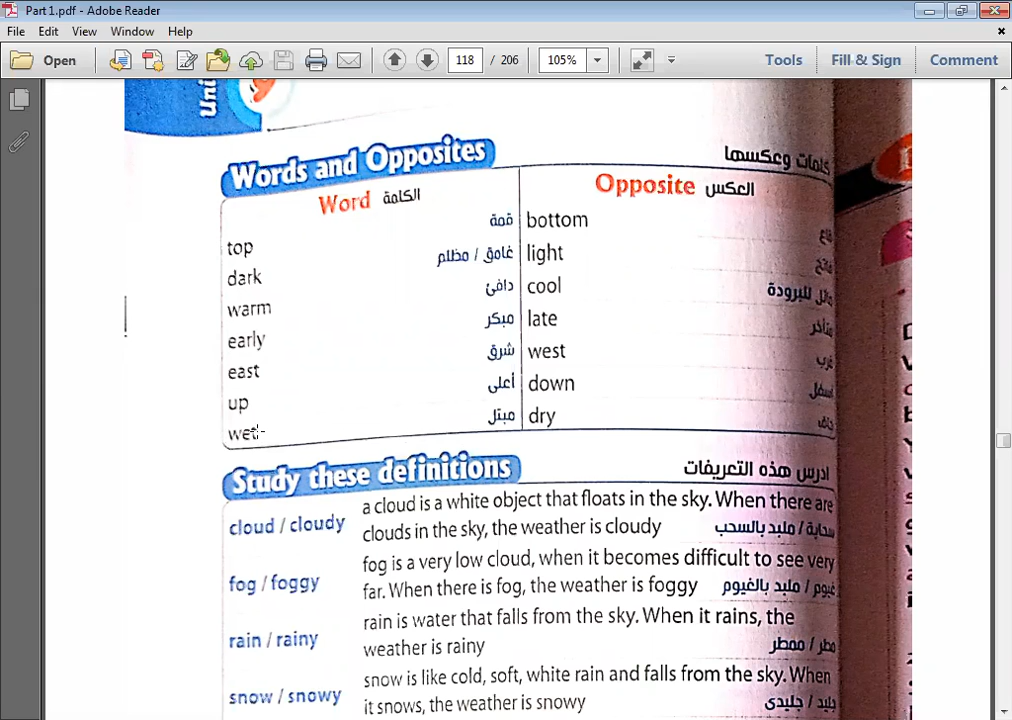 Part 1.pdf - Adobe Reader
File Edit View Window Help
Open 118 / 206 105% Tools Fill & Sign Comment
Words and Opposites كلمات وعكسها
Word الكلمة Opposite العكس
top قمة bottom قاع
dark غامق / مظلم light فاتح
warm دافئ cool مائل للبرودة
early مبكر late متأخر
east شرق west غرب
up أعلى down أسفل
wet مبتل dry جاف
Study these definitions ادرس هذه التعريفات
cloud / cloudy a cloud is a white object that floats in the sky. When there are
clouds in the sky, the weather is cloudy سحابة / ملبد بالسحب
fog / foggy fog is a very low cloud, when it becomes difficult to see very
far. When there is fog, the weather is foggy غيوم / ملبد بالغيوم
rain / rainy rain is water that falls from the sky. When it rains, the
weather is rainy مطر / ممطر
snow / snowy snow is like cold, soft, white rain and falls from the sky. When
it snows, the weather is snowy جليد / جليدى